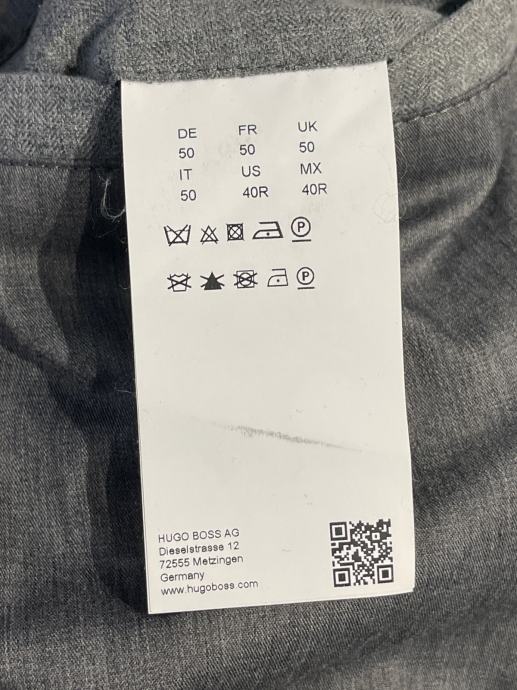 DE FR UK
50 50 50
IT US MX
50 40R 40R
P
P
HUGO BOSS AG
Dieselstrasse 12
72555 Metzingen
Germany
www.hugoboss.com